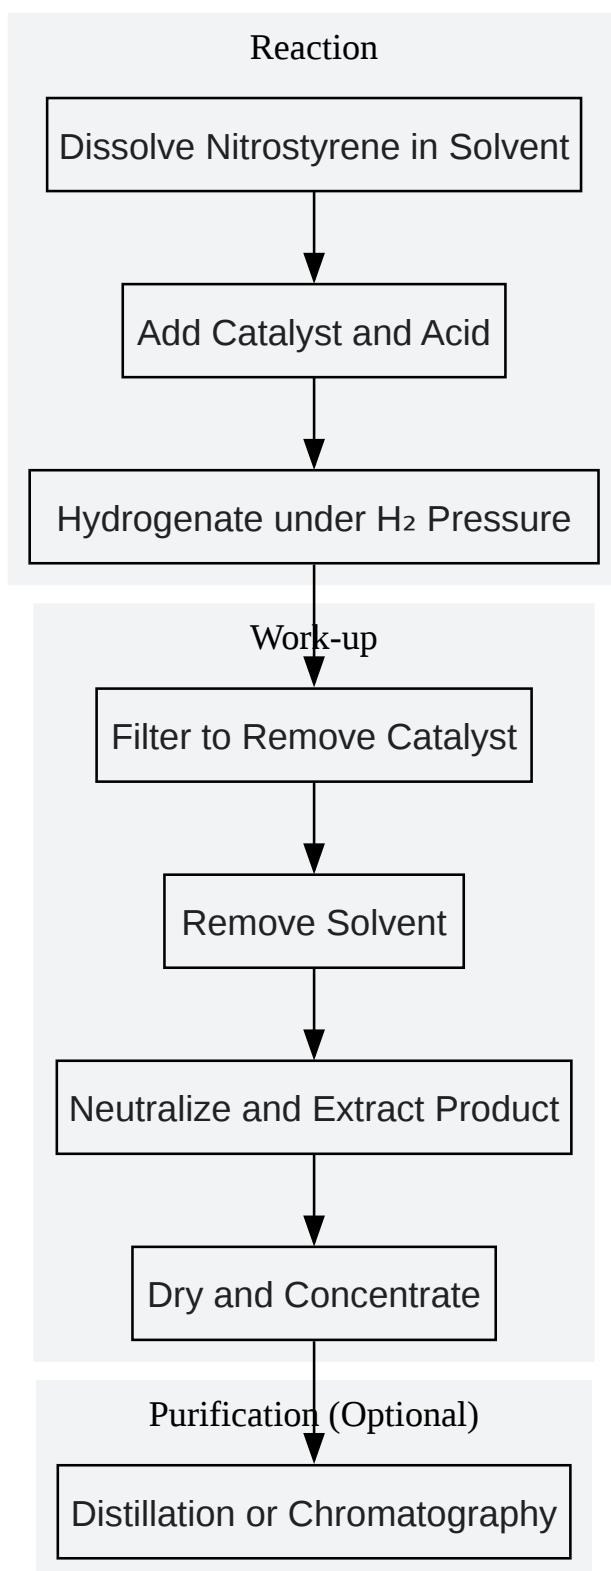 Reaction
Dissolve Nitrostyrene in Solvent
Add Catalyst and Acid
Hydrogenate under H₂ Pressure
Work-up
Filter to Remove Catalyst
Remove Solvent
Neutralize and Extract Product
Dry and Concentrate
Purification (Optional)
Distillation or Chromatography